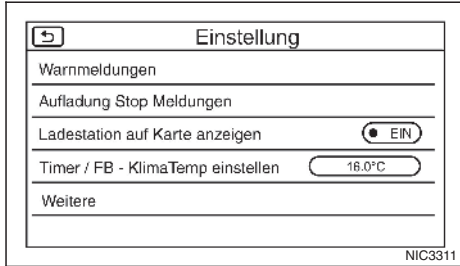 Einstellung
Warnmeldungen
Aufladung Stop Meldungen
Ladestation auf Karte anzeigen EIN
Timer / FB - KlimaTemp einstellen 16.0°C
Weitere
NIC3311